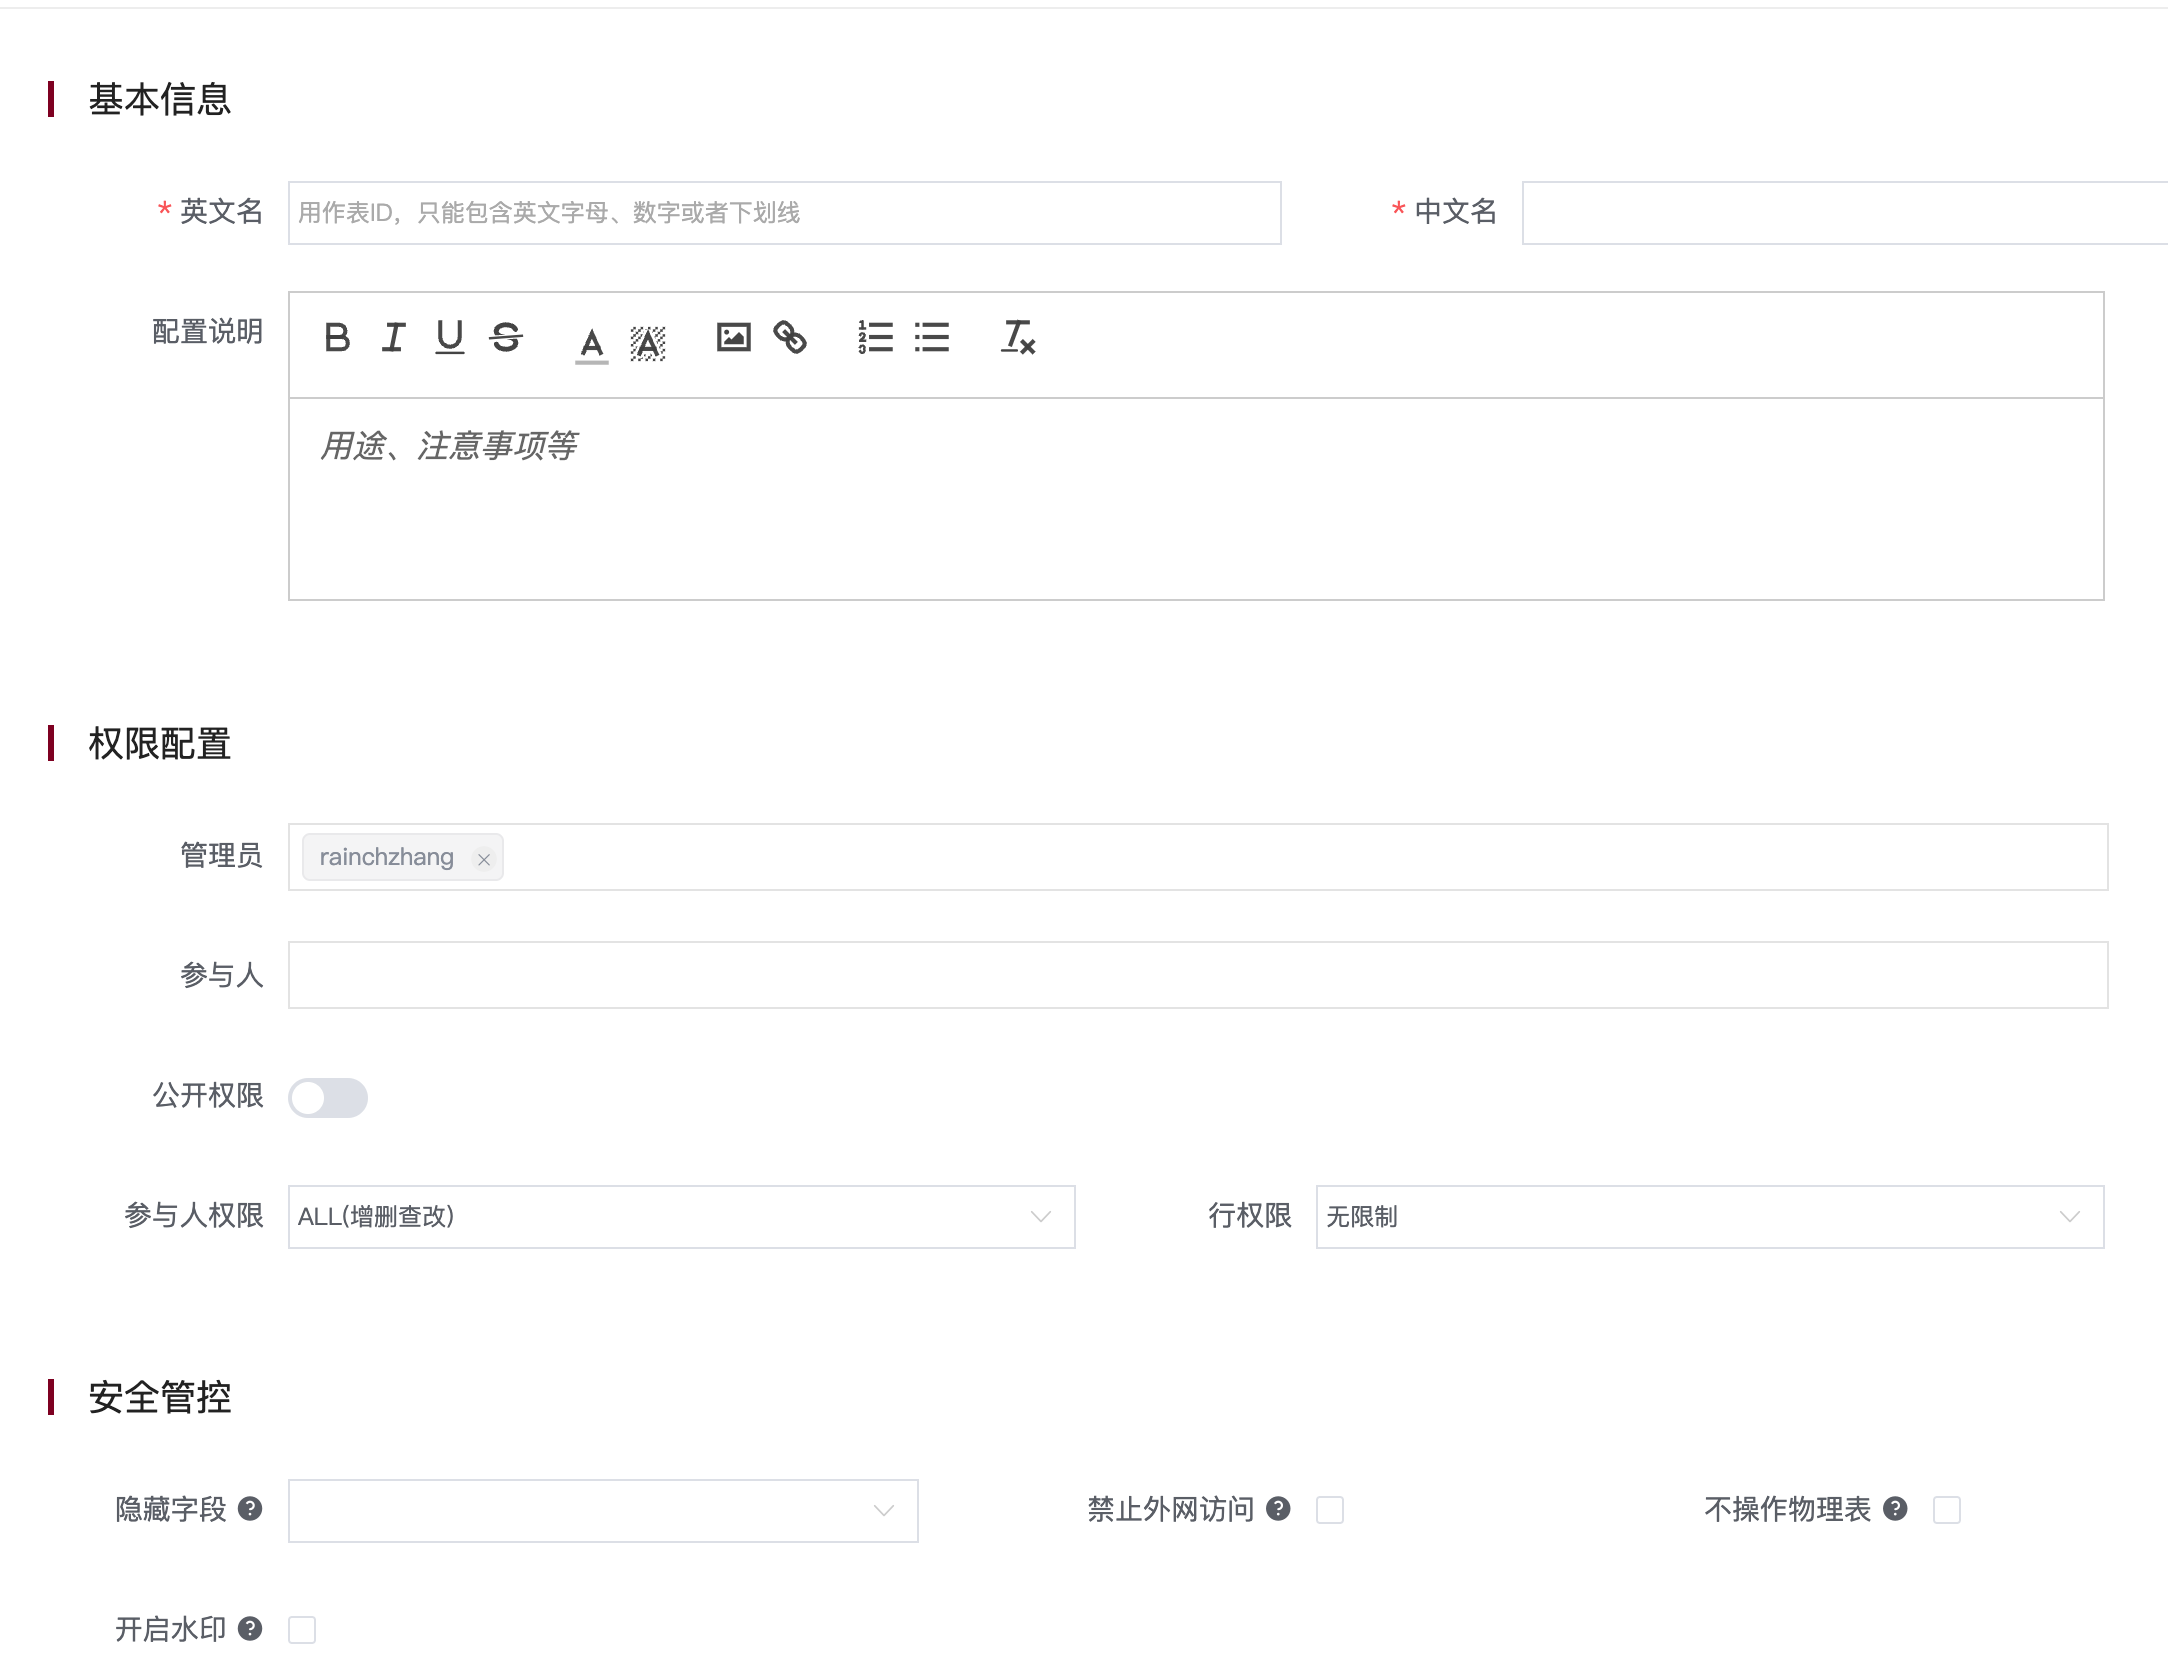 基本信息
* 英文名 用作表ID，只能包含英文字母、数字或者下划线 * 中文名
配置说明
用途、注意事项等
权限配置
管理员 rainchzhang
参与人
公开权限
参与人权限 ALL(增删查改) 行权限 无限制
安全管控
隐藏字段 禁止外网访问 不操作物理表
开启水印